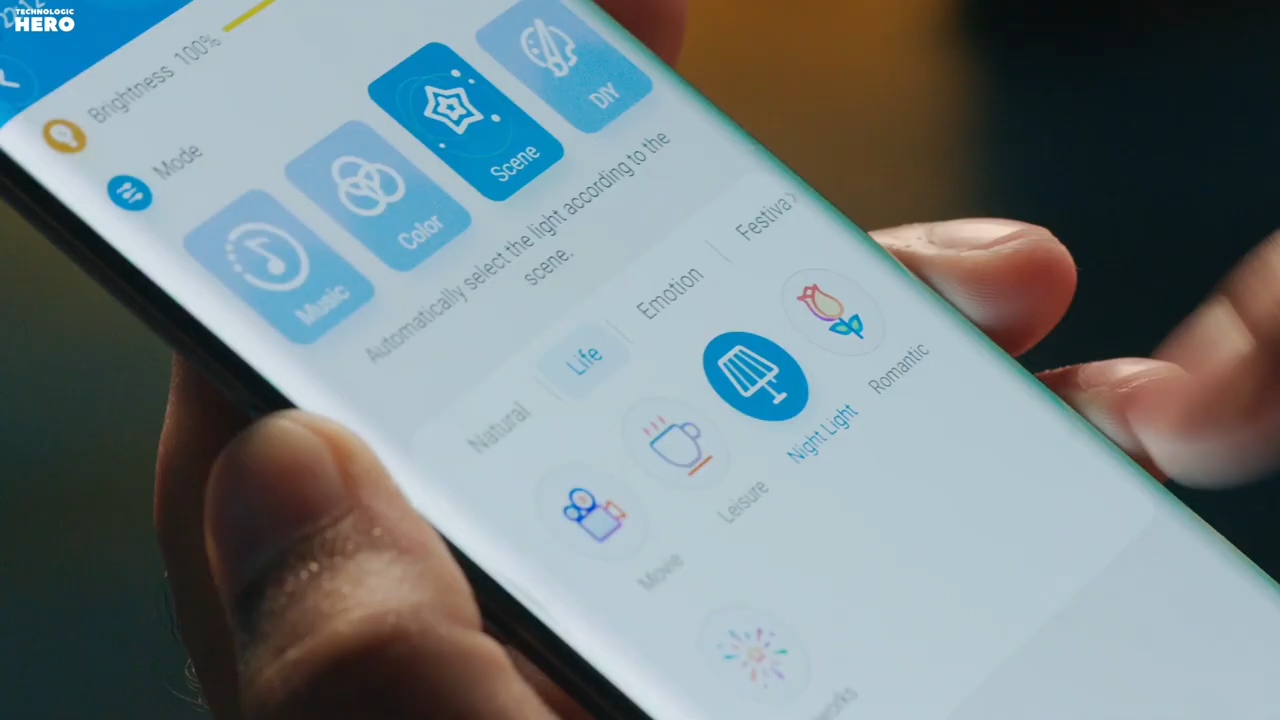 TECHNOLOGIC
HERO
Brightness 100%
Mode
Music
Color
Scene
DIY
Automatically select the light according to the
scene.
Natural
Life
Emotion
Festiva
Movie
Leisure
Night Light
Romantic